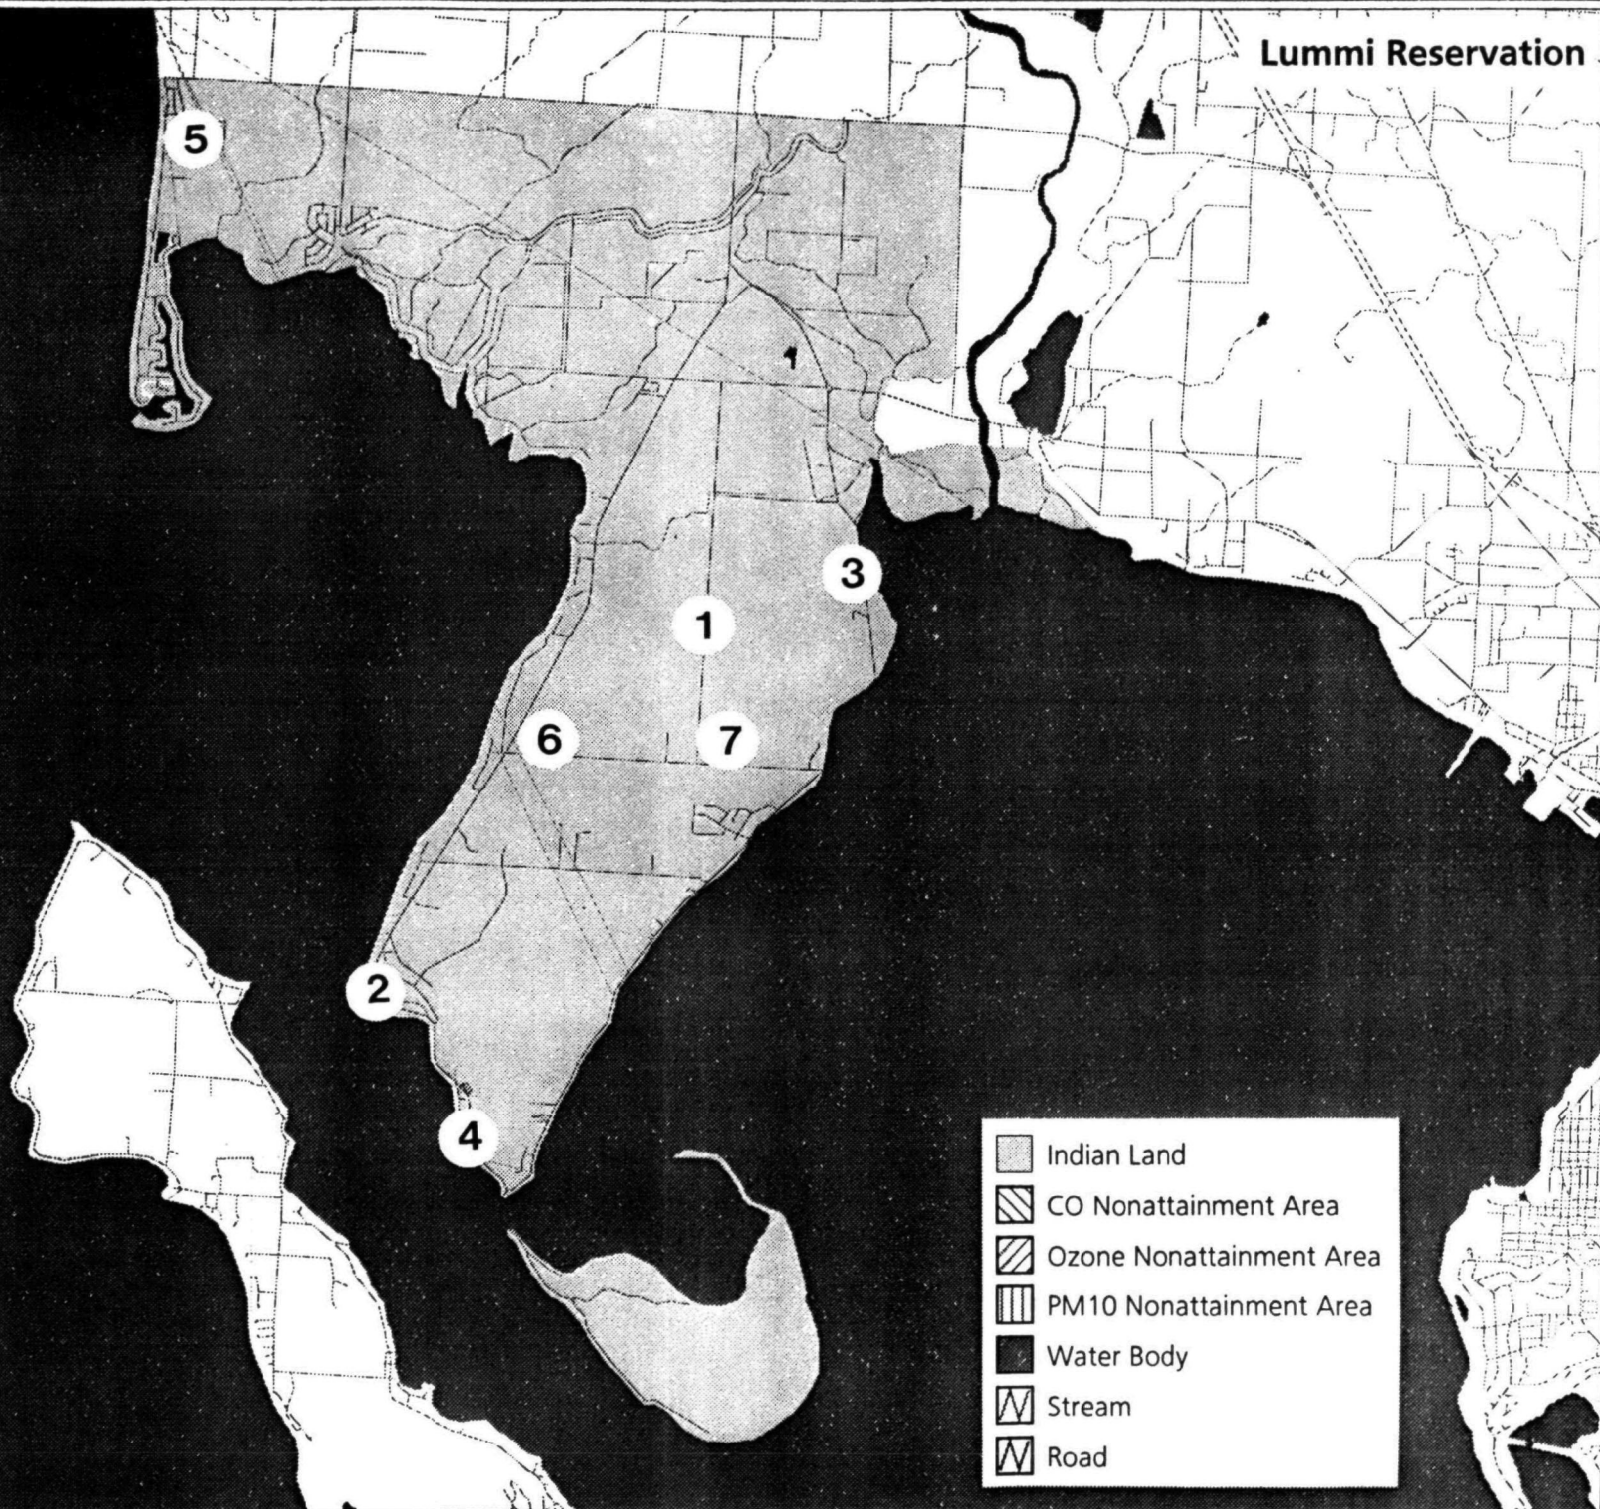 Lummi Reservation
5
3
1
6
7
2
4
Indian Land
CO Nonattainment Area
Ozone Nonattainment Area
PM10 Nonattainment Area
Water Body
Stream
Road